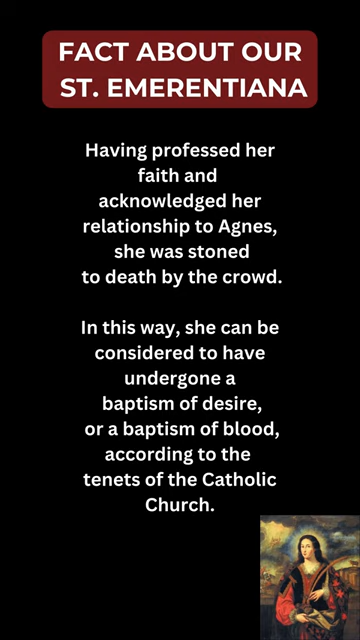 FACT ABOUT OUR
ST. EMERENTIANA
Having professed her
faith and
acknowledged her
relationship to Agnes,
she was stoned
to death by the crowd.
In this way, she can be
considered to have
undergone a
baptism of desire,
or a baptism of blood,
according to the
tenets of the Catholic
Church.